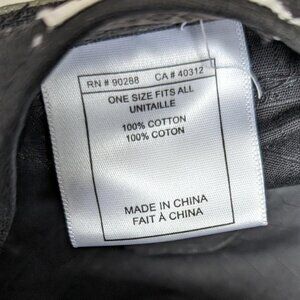 RN # 90288 CA # 40312
ONE SIZE FITS ALL
UNITAILLE
100% COTTON
100% COTON
MADE IN CHINA
FAIT À CHINA